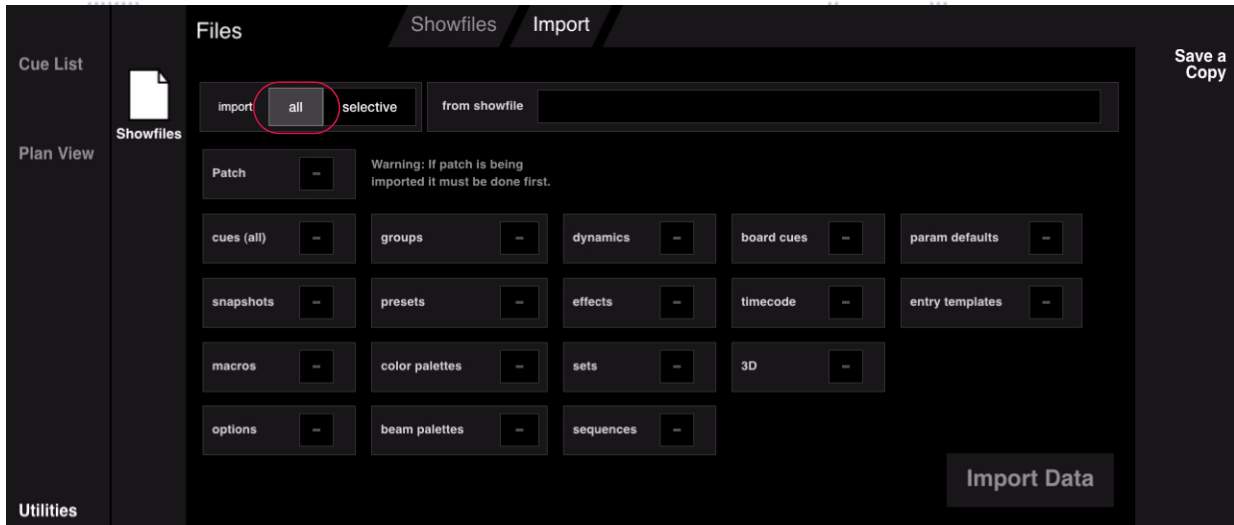 Files
Showfiles
Import
Cue List
Save a
Copy
import
all
selective
from showfile
Showfiles
Plan View
Patch
-
Warning: If patch is being
imported it must be done first.
cues (all)
-
groups
-
dynamics
-
board cues
-
param defaults
-
snapshots
-
presets
-
effects
-
timecode
-
entry templates
-
macros
-
color palettes
-
sets
-
3D
-
options
-
beam palettes
-
sequences
-
Import Data
Utilities